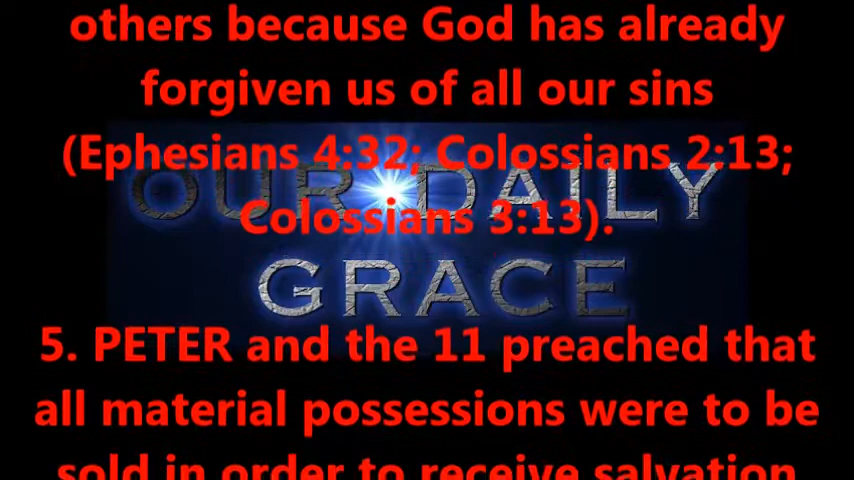 others because God has already
forgiven us of all our sins
(Ephesians 4:32; Colossians 2:13;
OUR DAILY
Colossians 3:13).
GRACE
5. PETER and the 11 preached that
all material possessions were to be
sold in order to receive salvation